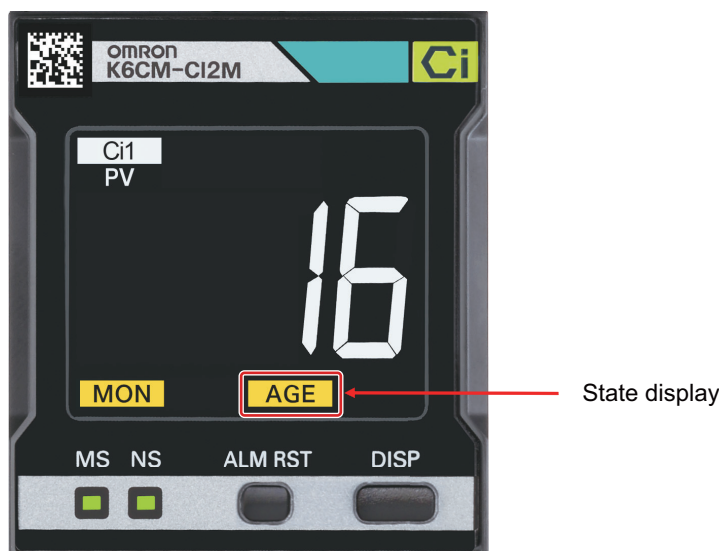 omron
K6CM-CI2M
Ci
Ci1
PV
16
MON AGE
State display
MS NS ALM RST DISP